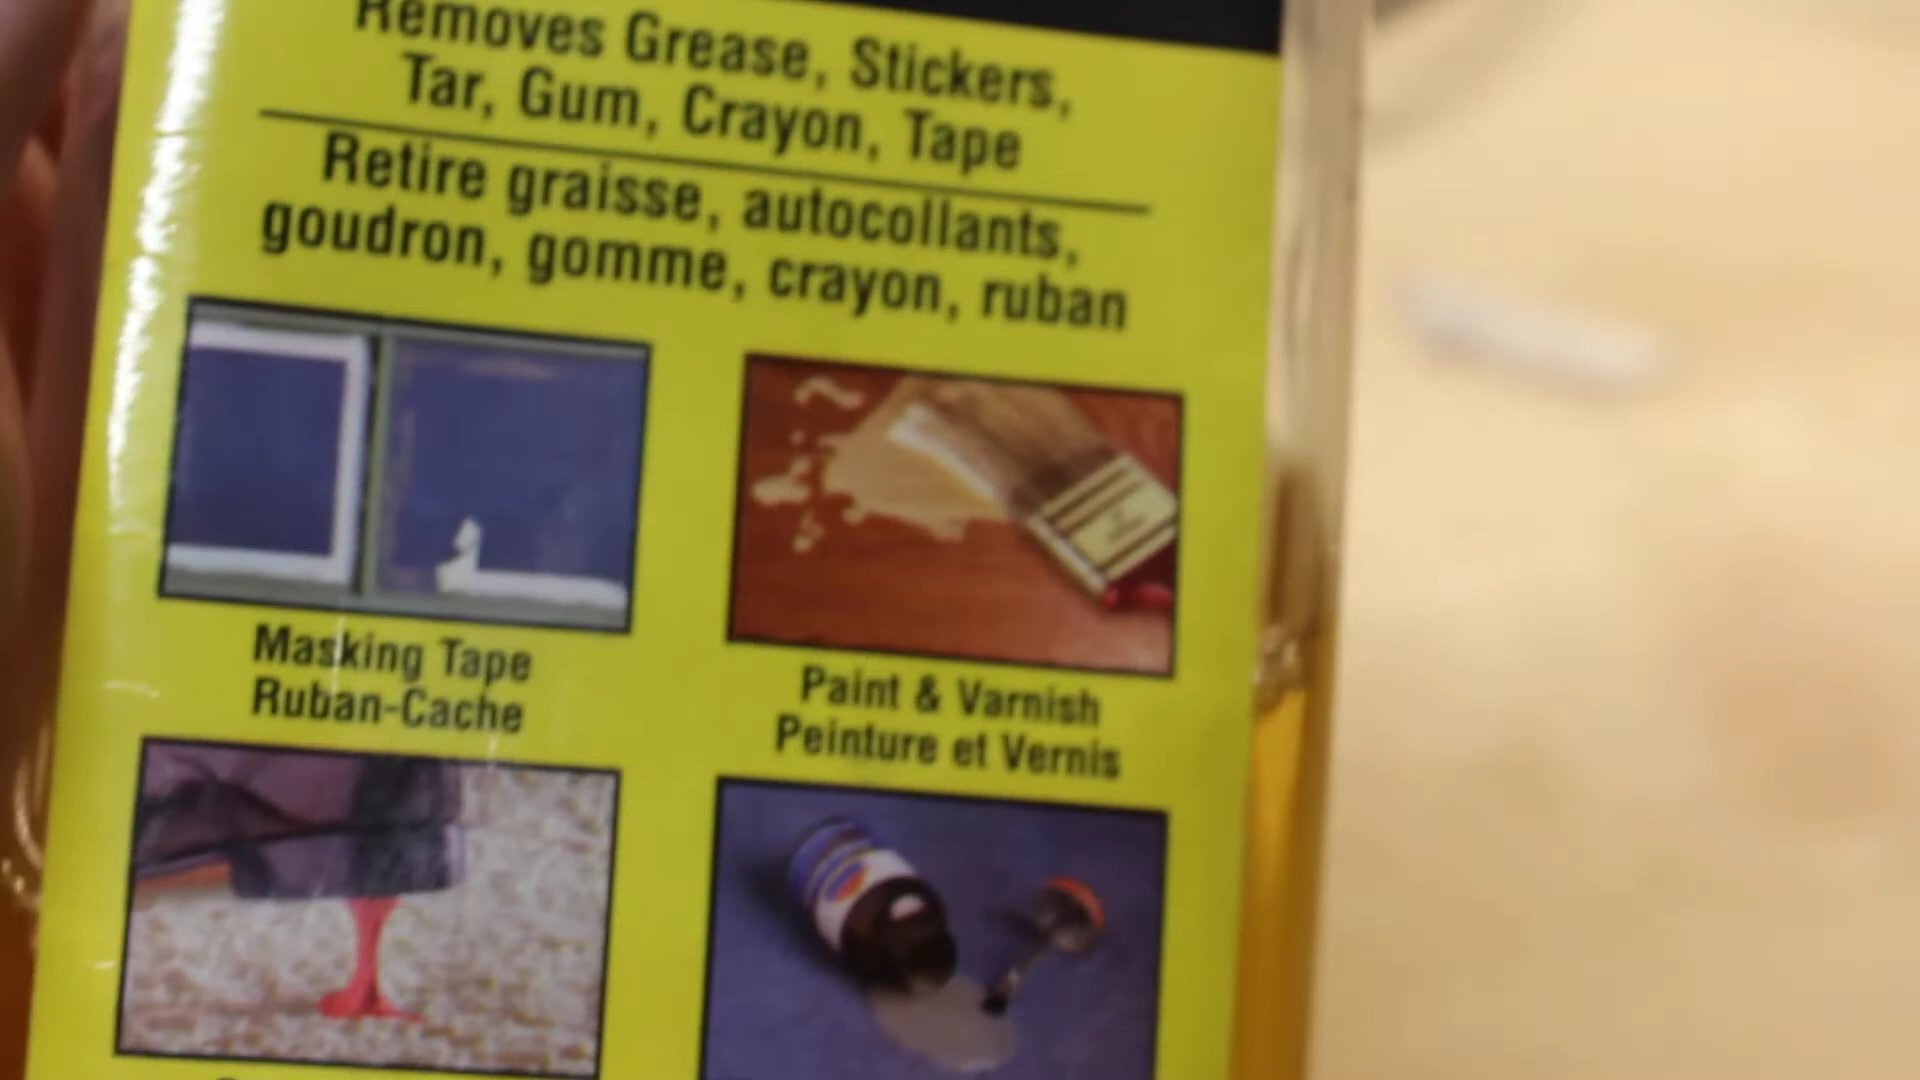 Removes Grease, Stickers,
Tar, Gum, Crayon, Tape
Retire graisse, autocollants,
goudron, gomme, crayon, ruban
Masking Tape
Ruban-Cache
Paint & Varnish
Peinture et Vernis